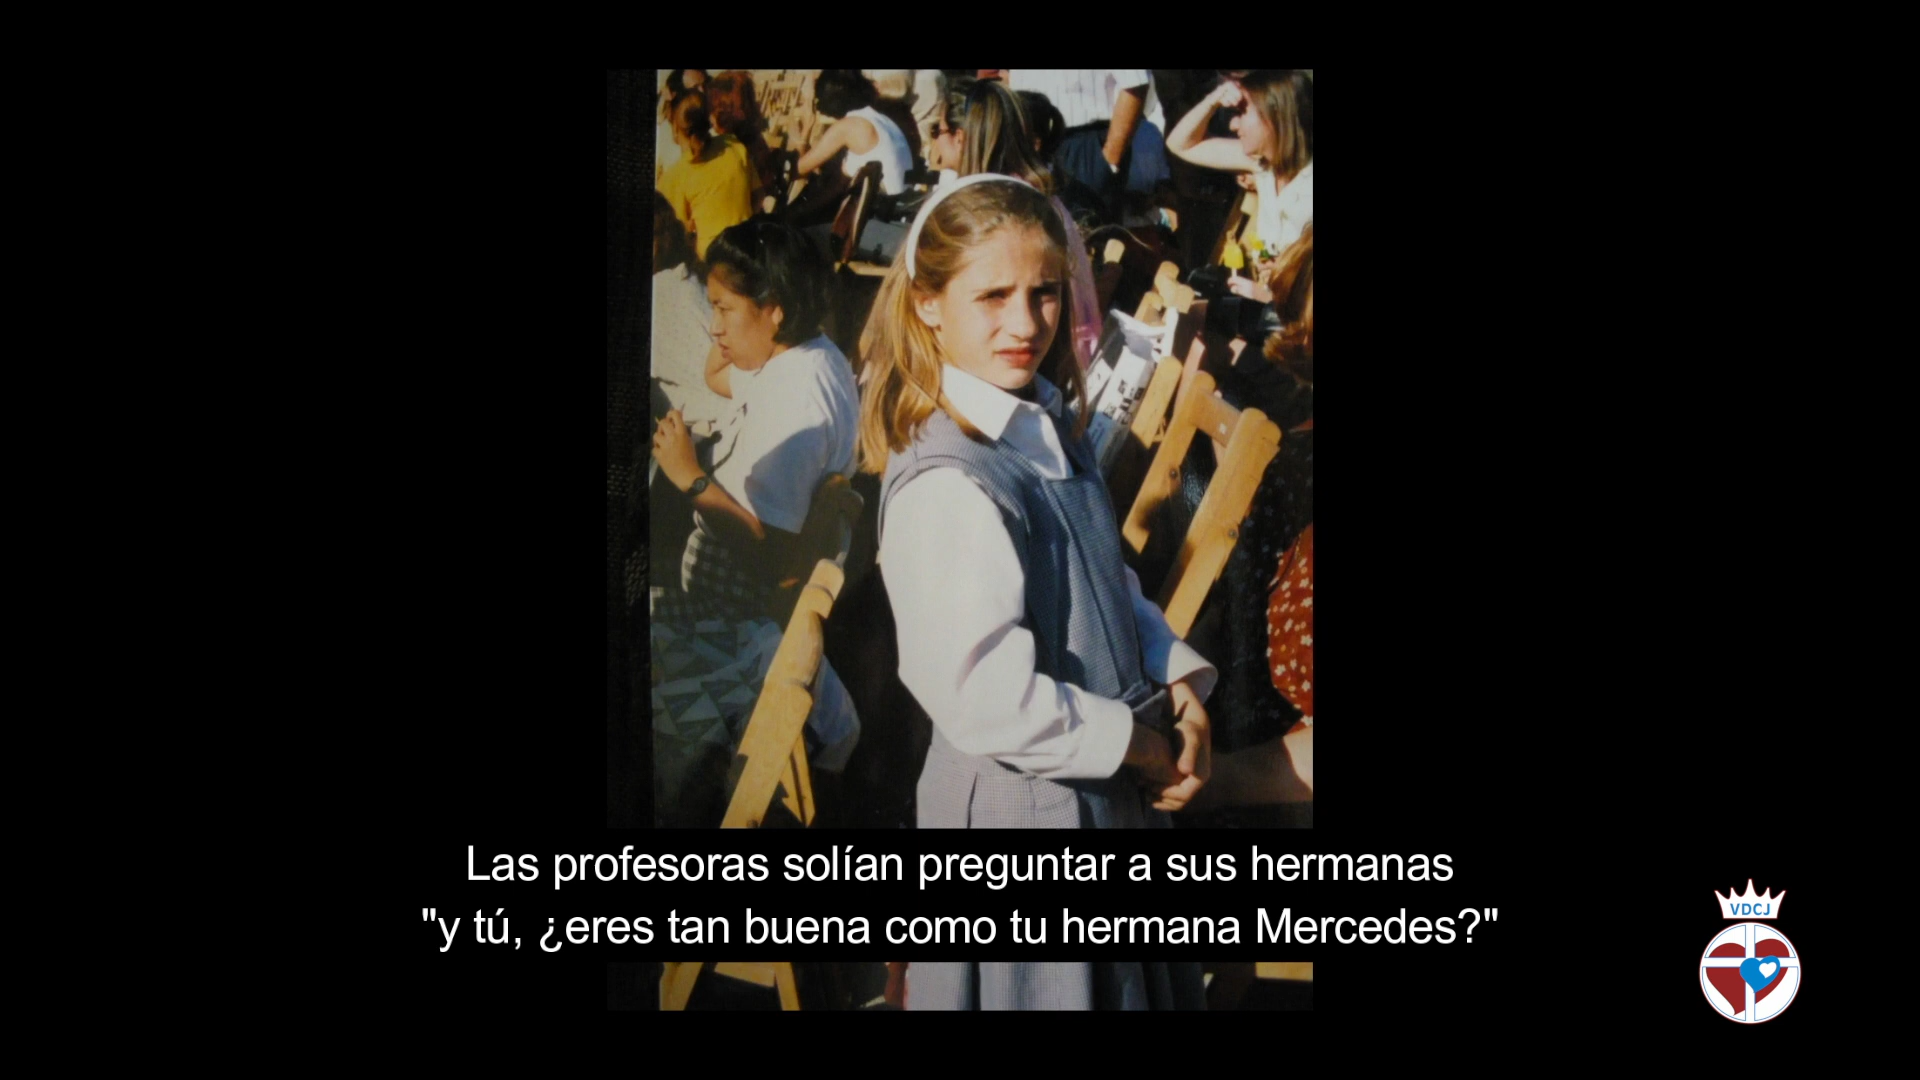 Las profesoras solían preguntar a sus hermanas
"y tú, ¿eres tan buena como tu hermana Mercedes?"
VDCJ